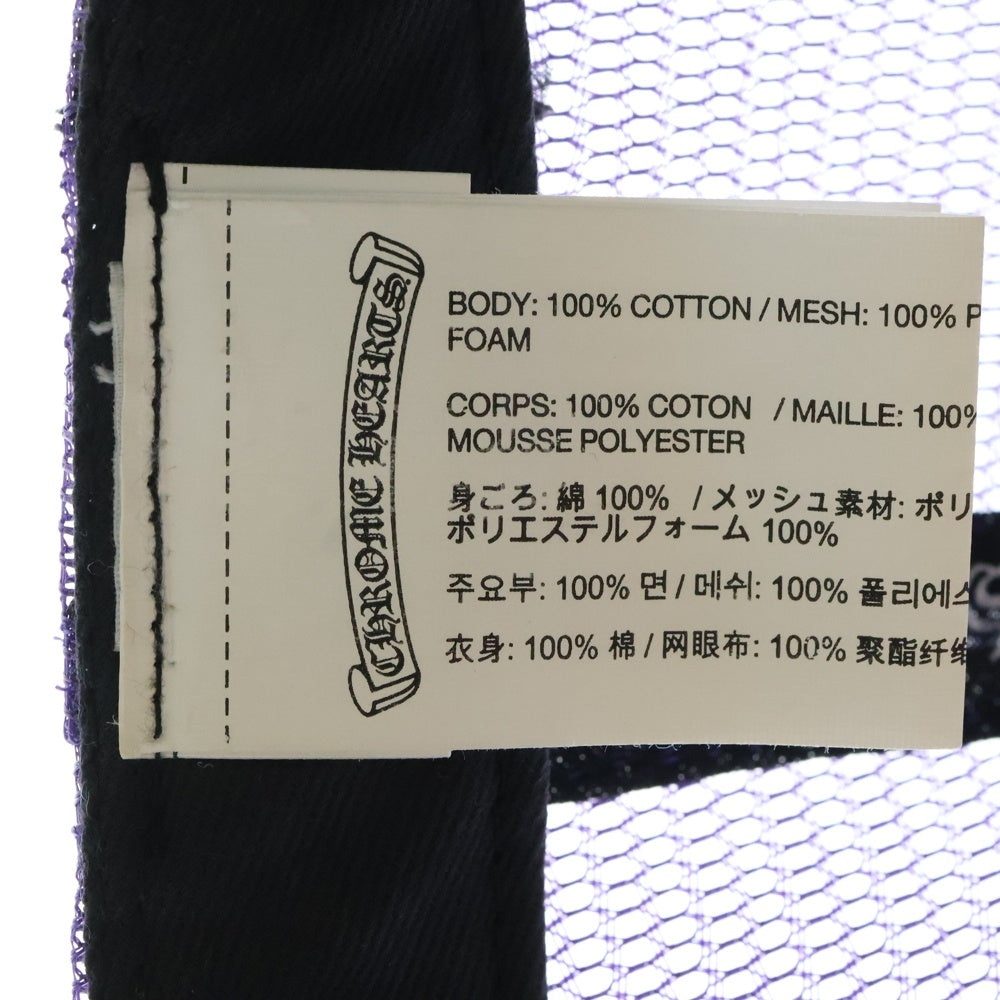 CHROME HEARTS
BODY: 100% COTTON / MESH: 100% P
FOAM
CORPS: 100% COTON / MAILLE: 100%
MOUSSE POLYESTER
身ごろ: 綿 100% / メッシュ素材: ポリ
ポリエステルフォーム 100%
주요부: 100% 면 / 메쉬: 100% 폴리에스
衣身: 100% 棉 / 网眼布: 100% 聚酯纤维